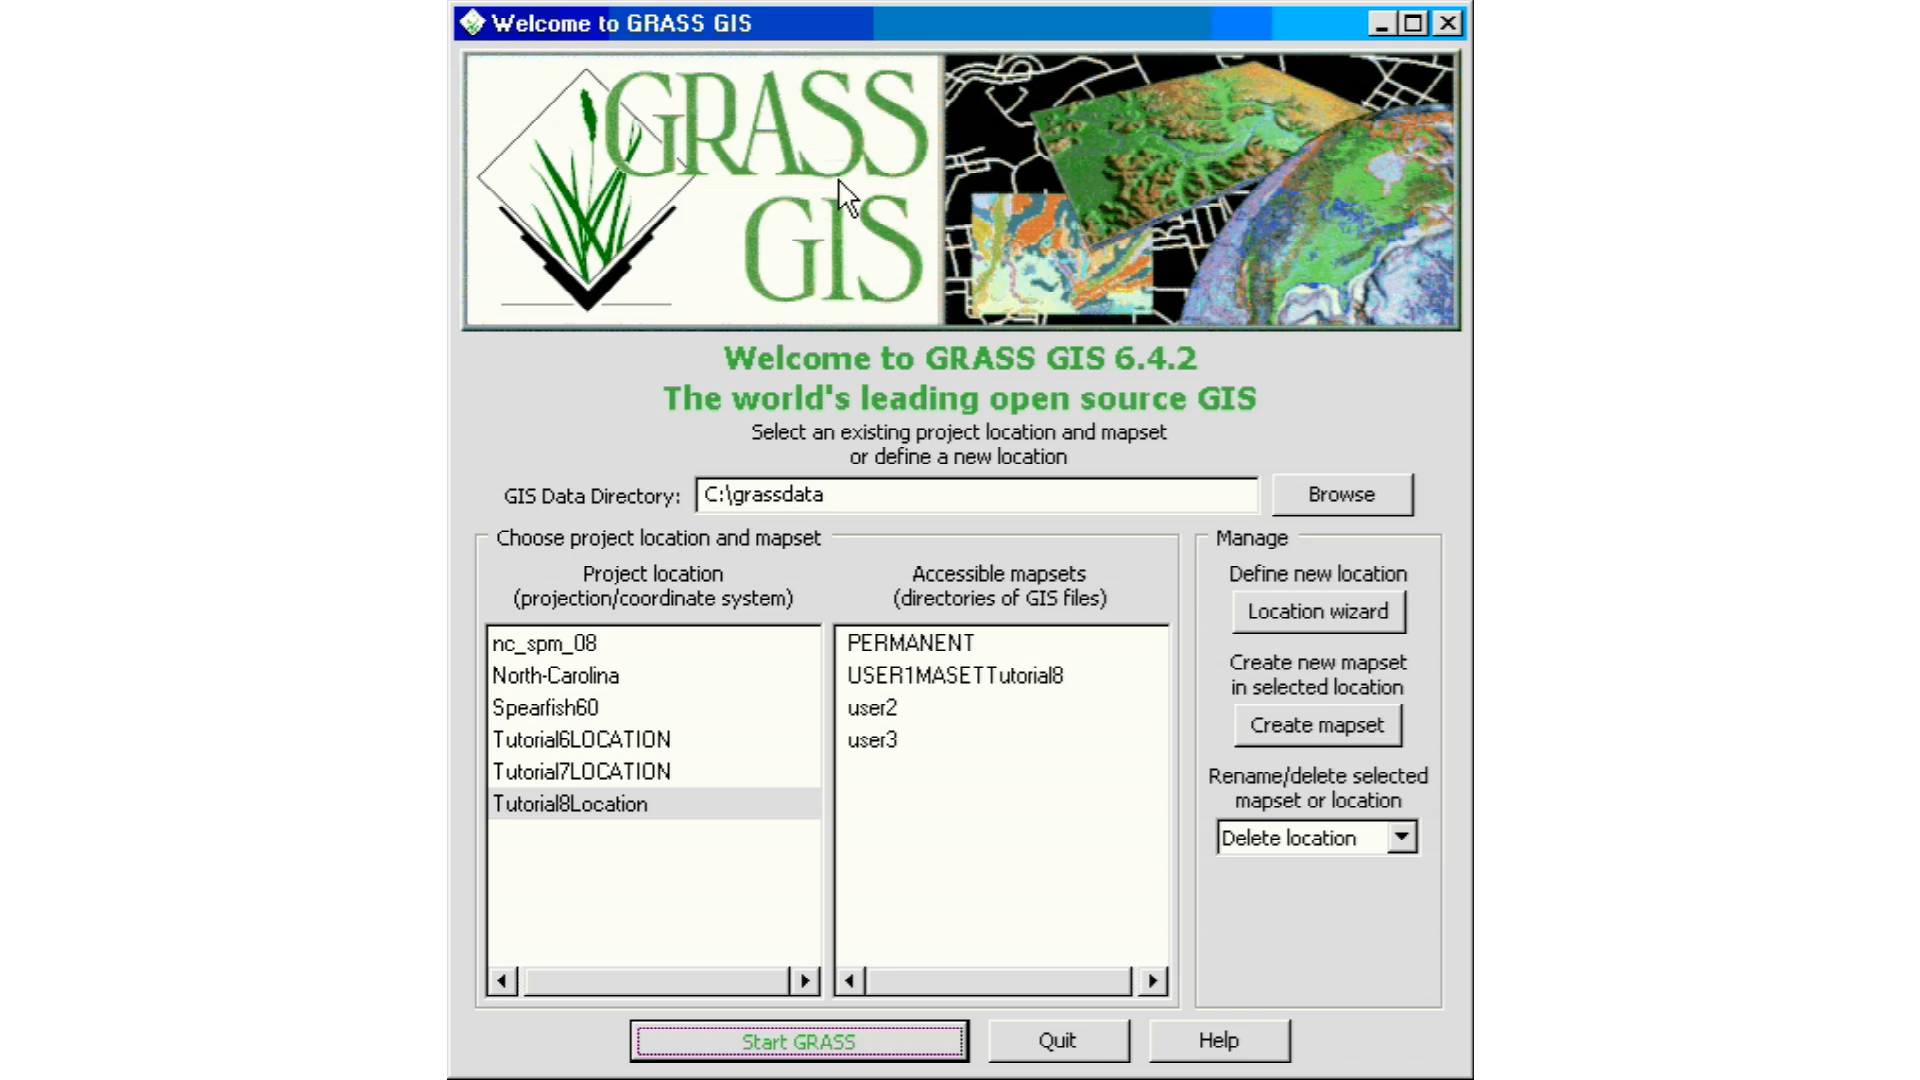 Welcome to GRASS GIS
GRASS
GIS
Welcome to GRASS GIS 6.4.2
The world's leading open source GIS
Select an existing project location and mapset
or define a new location
GIS Data Directory: C:\grassdata Browse
Choose project location and mapset
Project location
(projection/coordinate system)
nc_spm_08
North-Carolina
Spearfish60
Tutorial6LOCATION
Tutorial7LOCATION
Tutorial8Location
Accessible mapsets
(directories of GIS files)
PERMANENT
USER1MASETTutorial8
user2
user3
Manage
Define new location
Location wizard
Create new mapset
in selected location
Create mapset
Rename/delete selected
mapset or location
Delete location
Start GRASS Quit Help